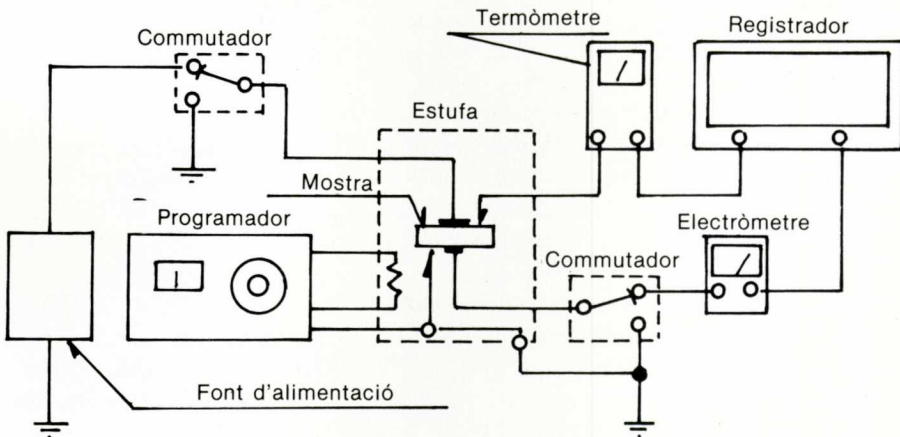 Termòmetre
Registrador
Commutador
Estufa
Mostra
Programador
Electròmetre
Commutador
Font d'alimentació